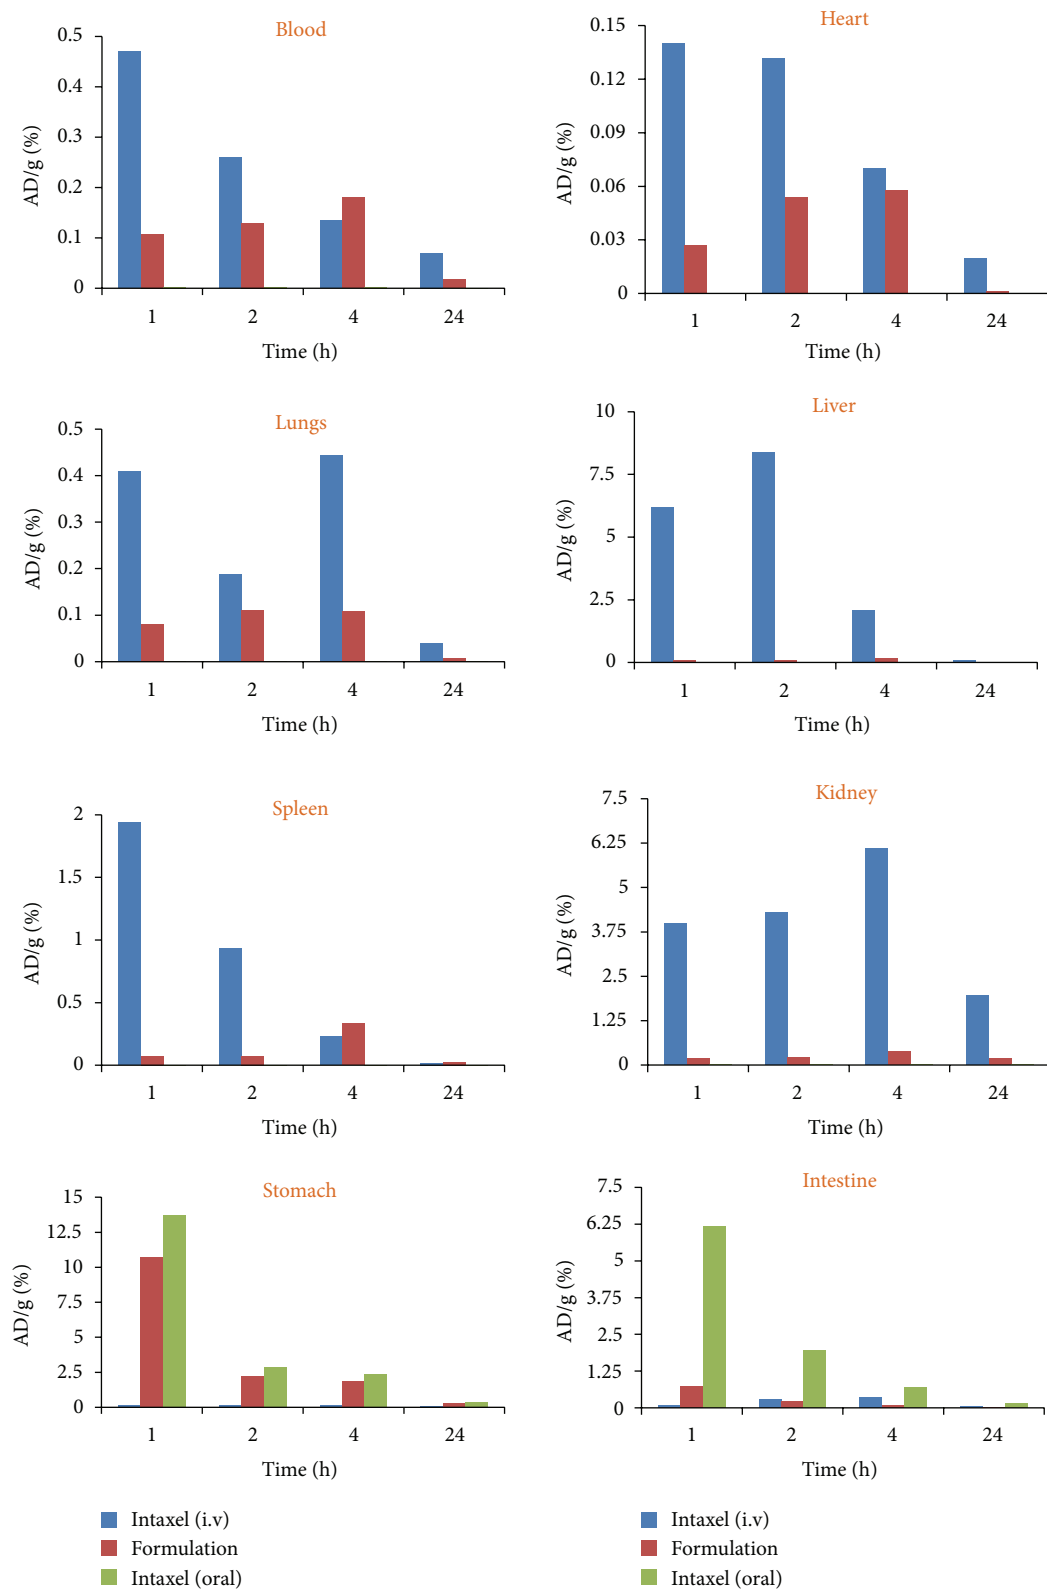 Blood
AD/g (%)
0.5
0.4
0.3
0.2
0.1
0
1 2 4 24
Time (h)
Heart
AD/g (%)
0.15
0.12
0.09
0.06
0.03
0
1 2 4 24
Time (h)
Lungs
AD/g (%)
0.5
0.4
0.3
0.2
0.1
0
1 2 4 24
Time (h)
Liver
AD/g (%)
10
7.5
5
2.5
0
1 2 4 24
Time (h)
Spleen
AD/g (%)
2
1.5
1
0.5
0
1 2 4 24
Time (h)
Kidney
AD/g (%)
7.5
6.25
5
3.75
2.5
1.25
0
1 2 4 24
Time (h)
Stomach
AD/g (%)
15
12.5
10
7.5
5
2.5
0
1 2 4 24
Time (h)
Intaxel (i.v)
Formulation
Intaxel (oral)
Intestine
AD/g (%)
7.5
6.25
5
3.75
2.5
1.25
0
1 2 4 24
Time (h)
Intaxel (i.v)
Formulation
Intaxel (oral)